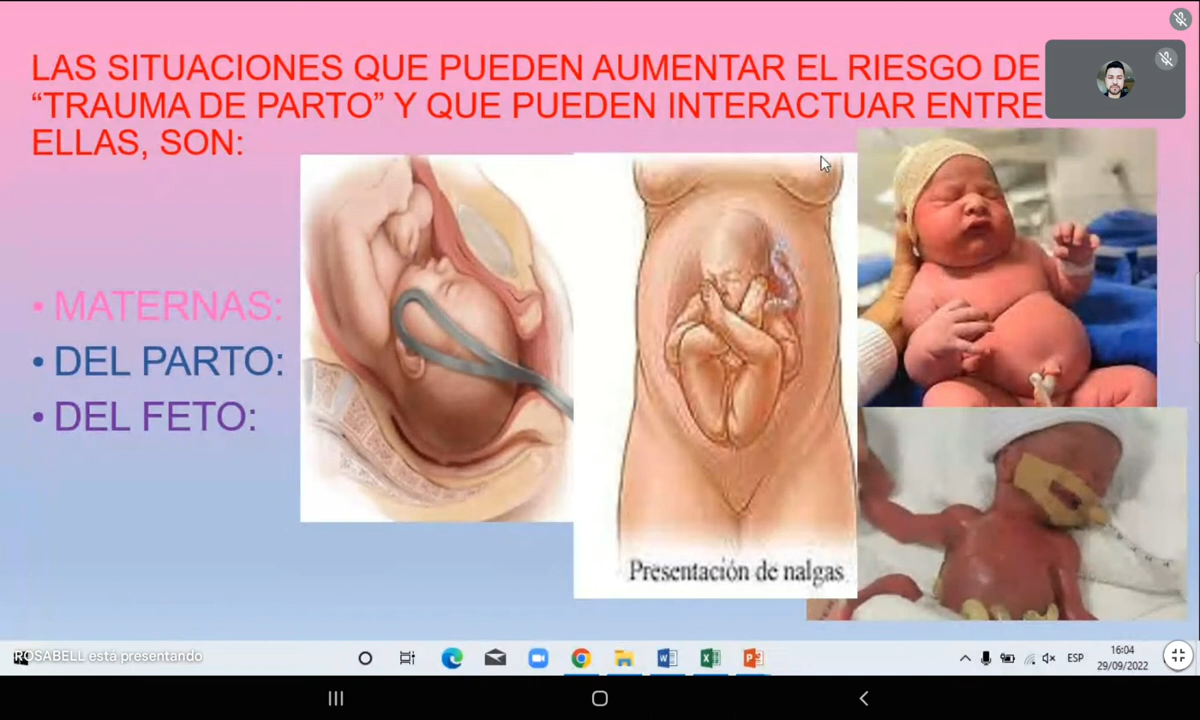 LAS SITUACIONES QUE PUEDEN AUMENTAR EL RIESGO DE
“TRAUMA DE PARTO” Y QUE PUEDEN INTERACTUAR ENTRE
ELLAS, SON:
• MATERNAS:
• DEL PARTO:
• DEL FETO:
Presentación de nalgas
ROSABELL está presentando
ESP
16:04
29/09/2022